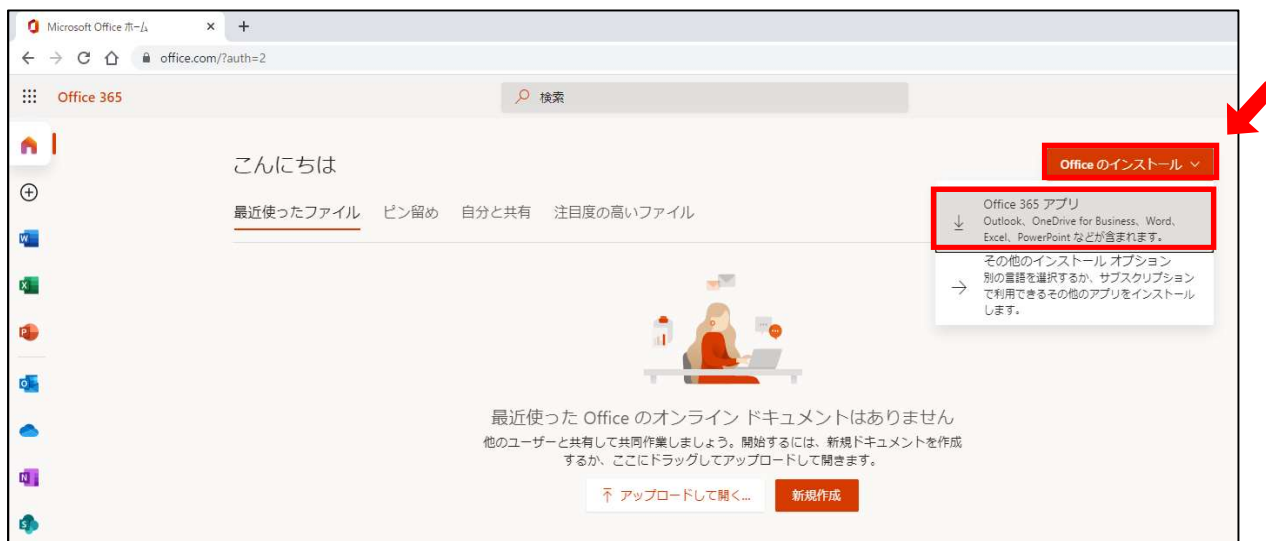 Microsoft Office ホーム
office.com/?auth=2
Office 365
検索
こんにちは
Office のインストール
最近使ったファイル ピン留め 自分と共有 注目度の高いファイル
Office 365 アプリ
Outlook、OneDrive for Business、Word、
Excel、PowerPoint などが含まれます。
その他のインストール オプション
別の言語を選択するか、サブスクリプション
で利用できるその他のアプリをインストール
します。
最近使った Office のオンライン ドキュメントはありません
他のユーザーと共有して共同作業しましょう。開始するには、新規ドキュメントを作成
するか、ここにドラッグしてアップロードして開きます。
アップロードして開く... 新規作成